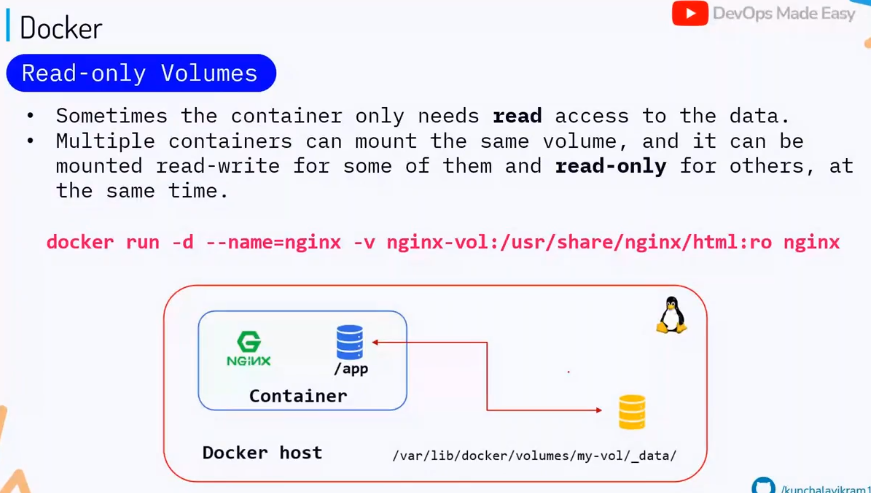 Docker
DevOps Made Easy
Read-only Volumes
• Sometimes the container only needs read access to the data.
• Multiple containers can mount the same volume, and it can be
mounted read-write for some of them and read-only for others, at
the same time.
docker run -d --name=nginx -v nginx-vol:/usr/share/nginx/html:ro nginx
NGINX
/app
Container
Docker host
/var/lib/docker/volumes/my-vol/_data/